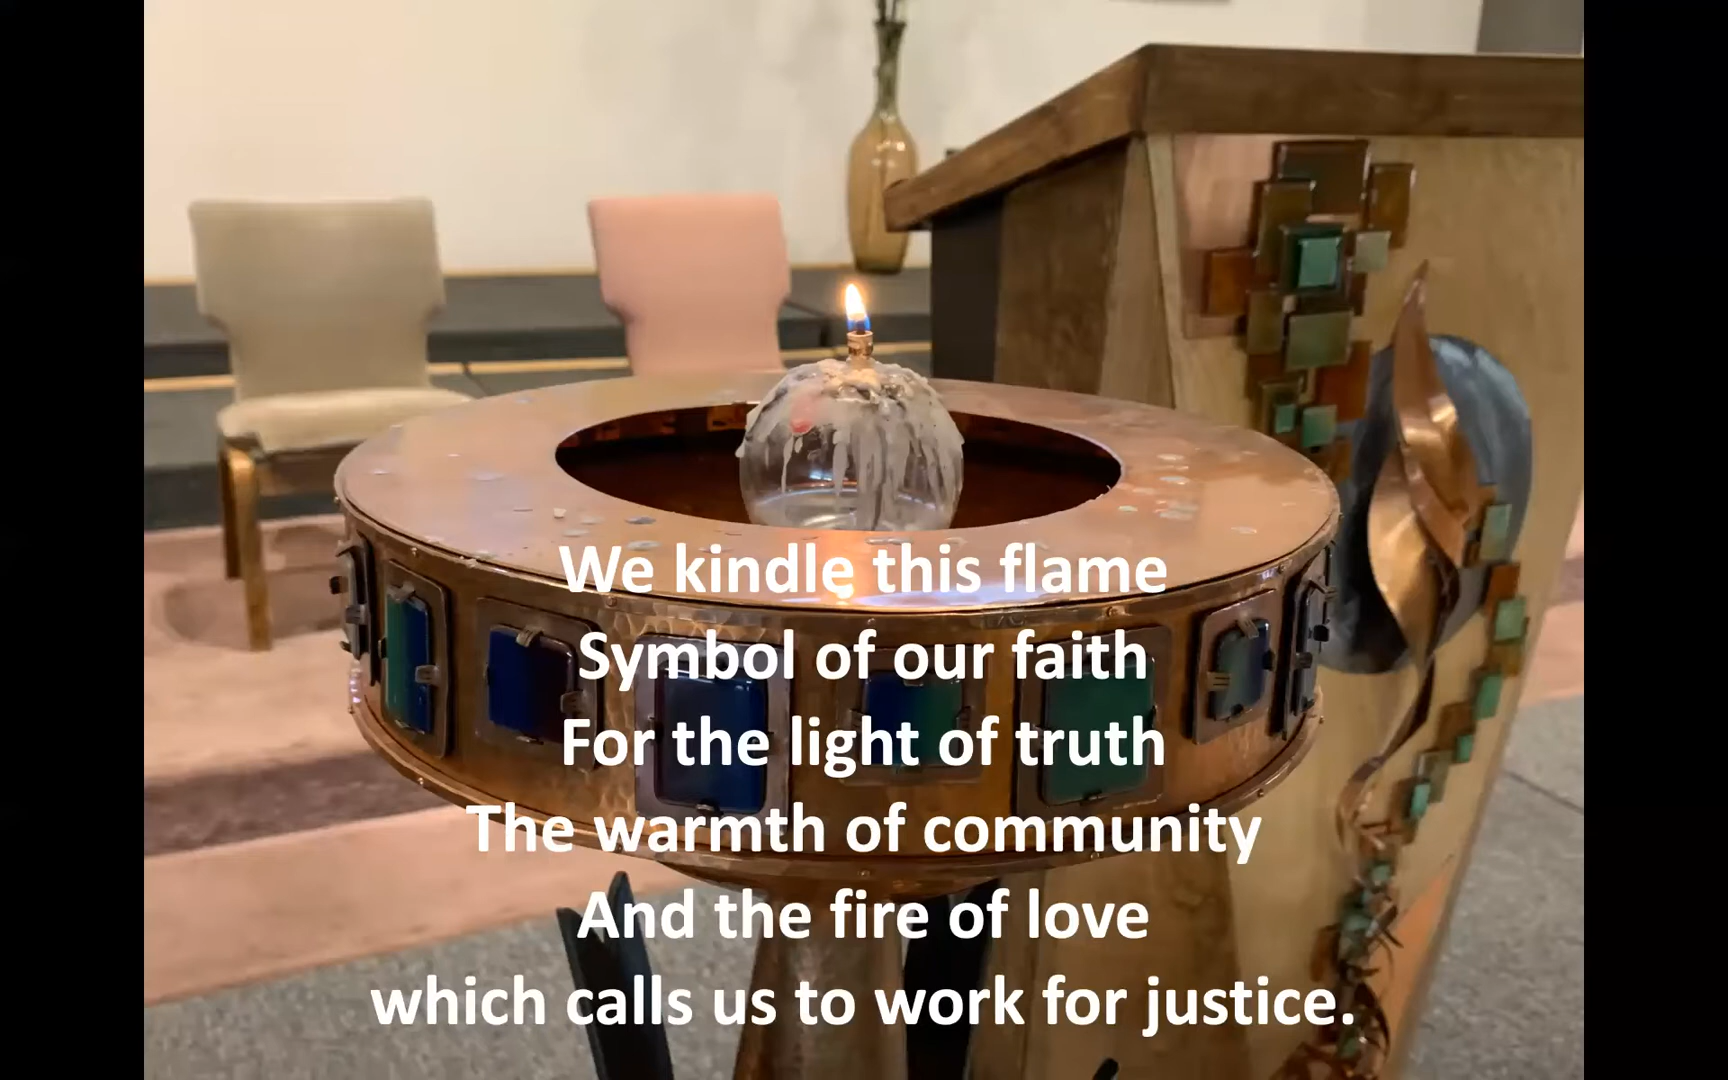 We kindle this flame
Symbol of our faith
For the light of truth
The warmth of community
And the fire of love
which calls us to work for justice.